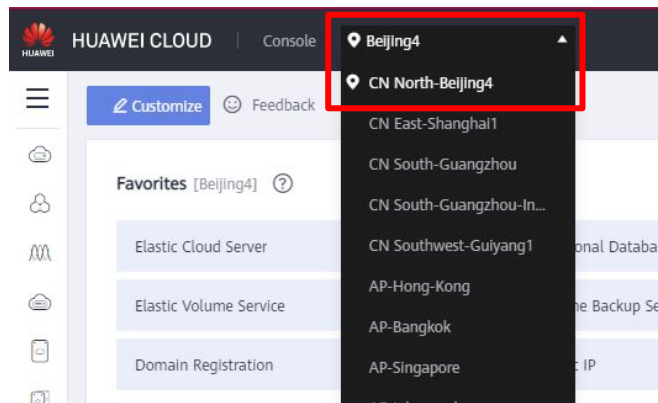 HUAWEI
HUAWEI CLOUD
Console
Beijing4
Customize
Feedback
CN North-Beijing4
CN East-Shanghai1
CN South-Guangzhou
CN South-Guangzhou-In...
CN Southwest-Guiyang1
AP-Hong-Kong
AP-Bangkok
AP-Singapore
Favorites [Beijing4] ?
Elastic Cloud Server
onal Databa
Elastic Volume Service
ne Backup Se
Domain Registration
IP